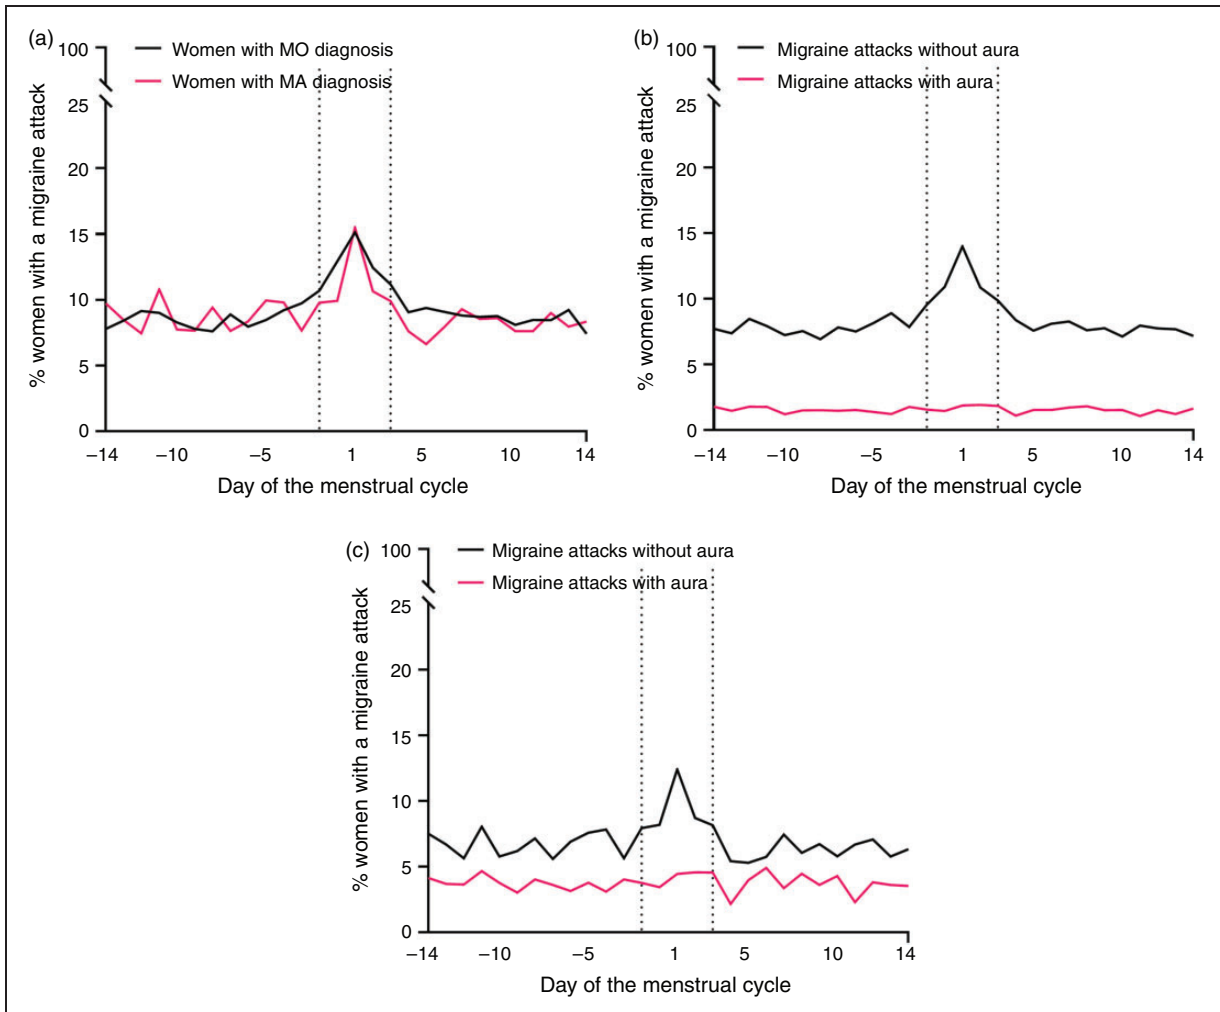 (a)
100
Women with MO diagnosis
Women with MA diagnosis
25
20
15
10
5
0
% women with a migraine attack
−14 −10 −5 1 5 10 14
Day of the menstrual cycle
(b)
100
Migraine attacks without aura
Migraine attacks with aura
25
20
15
10
5
0
% women with a migraine attack
−14 −10 −5 1 5 10 14
Day of the menstrual cycle
(c)
100
Migraine attacks without aura
Migraine attacks with aura
25
20
15
10
5
0
% women with a migraine attack
−14 −10 −5 1 5 10 14
Day of the menstrual cycle